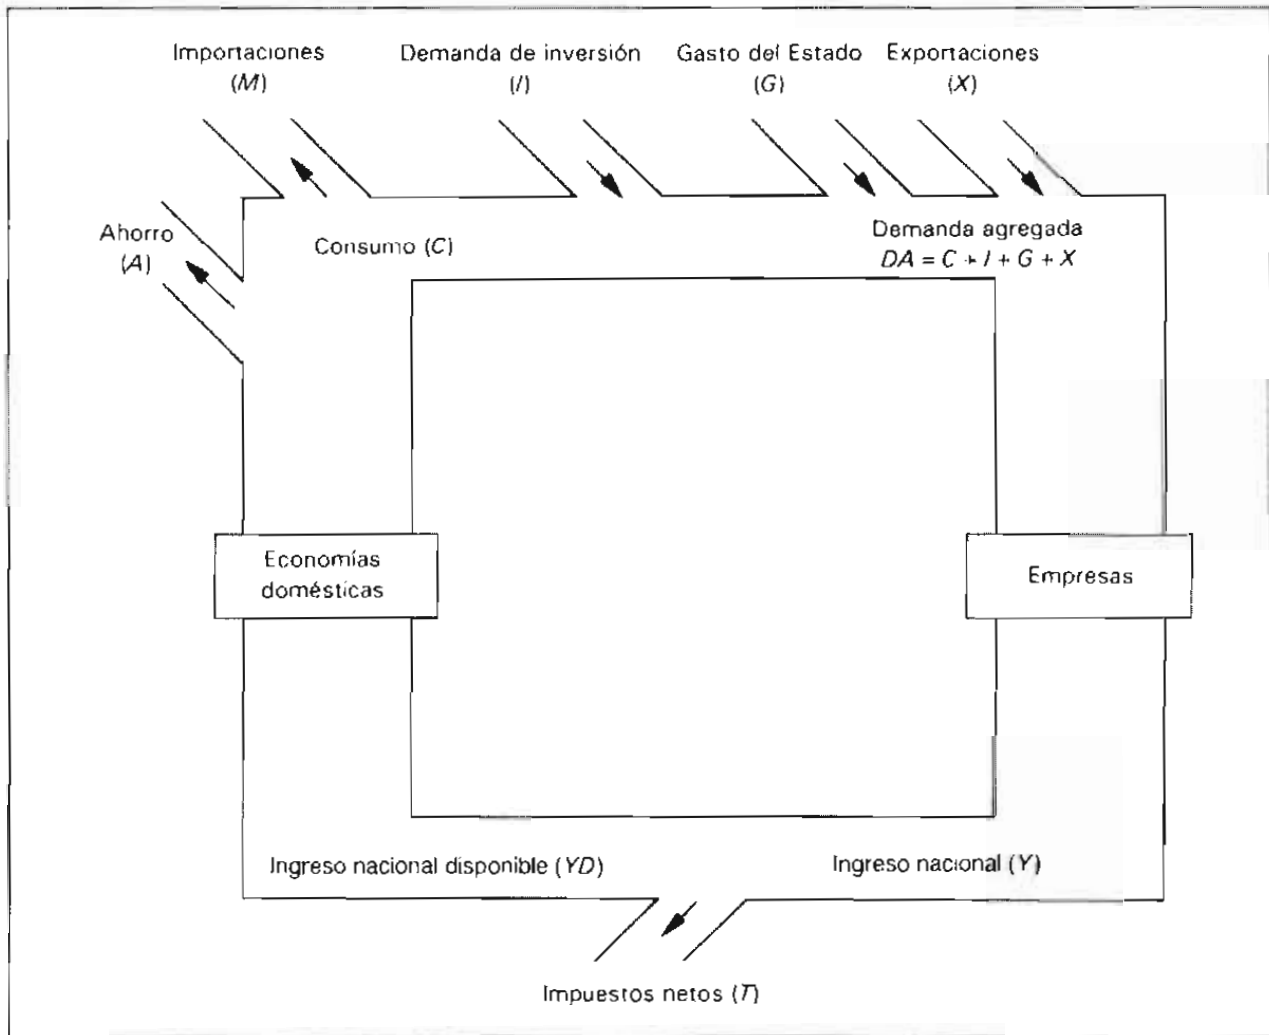 Importaciones
(M)
Demanda de inversión
(I)
Gasto del Estado
(G)
Exportaciones
(X)
Ahorro
(A)
Consumo (C)
Demanda agregada
DA = C + I + G + X
Economías
domésticas
Empresas
Ingreso nacional disponible (YD)
Ingreso nacional (Y)
Impuestos netos (T)